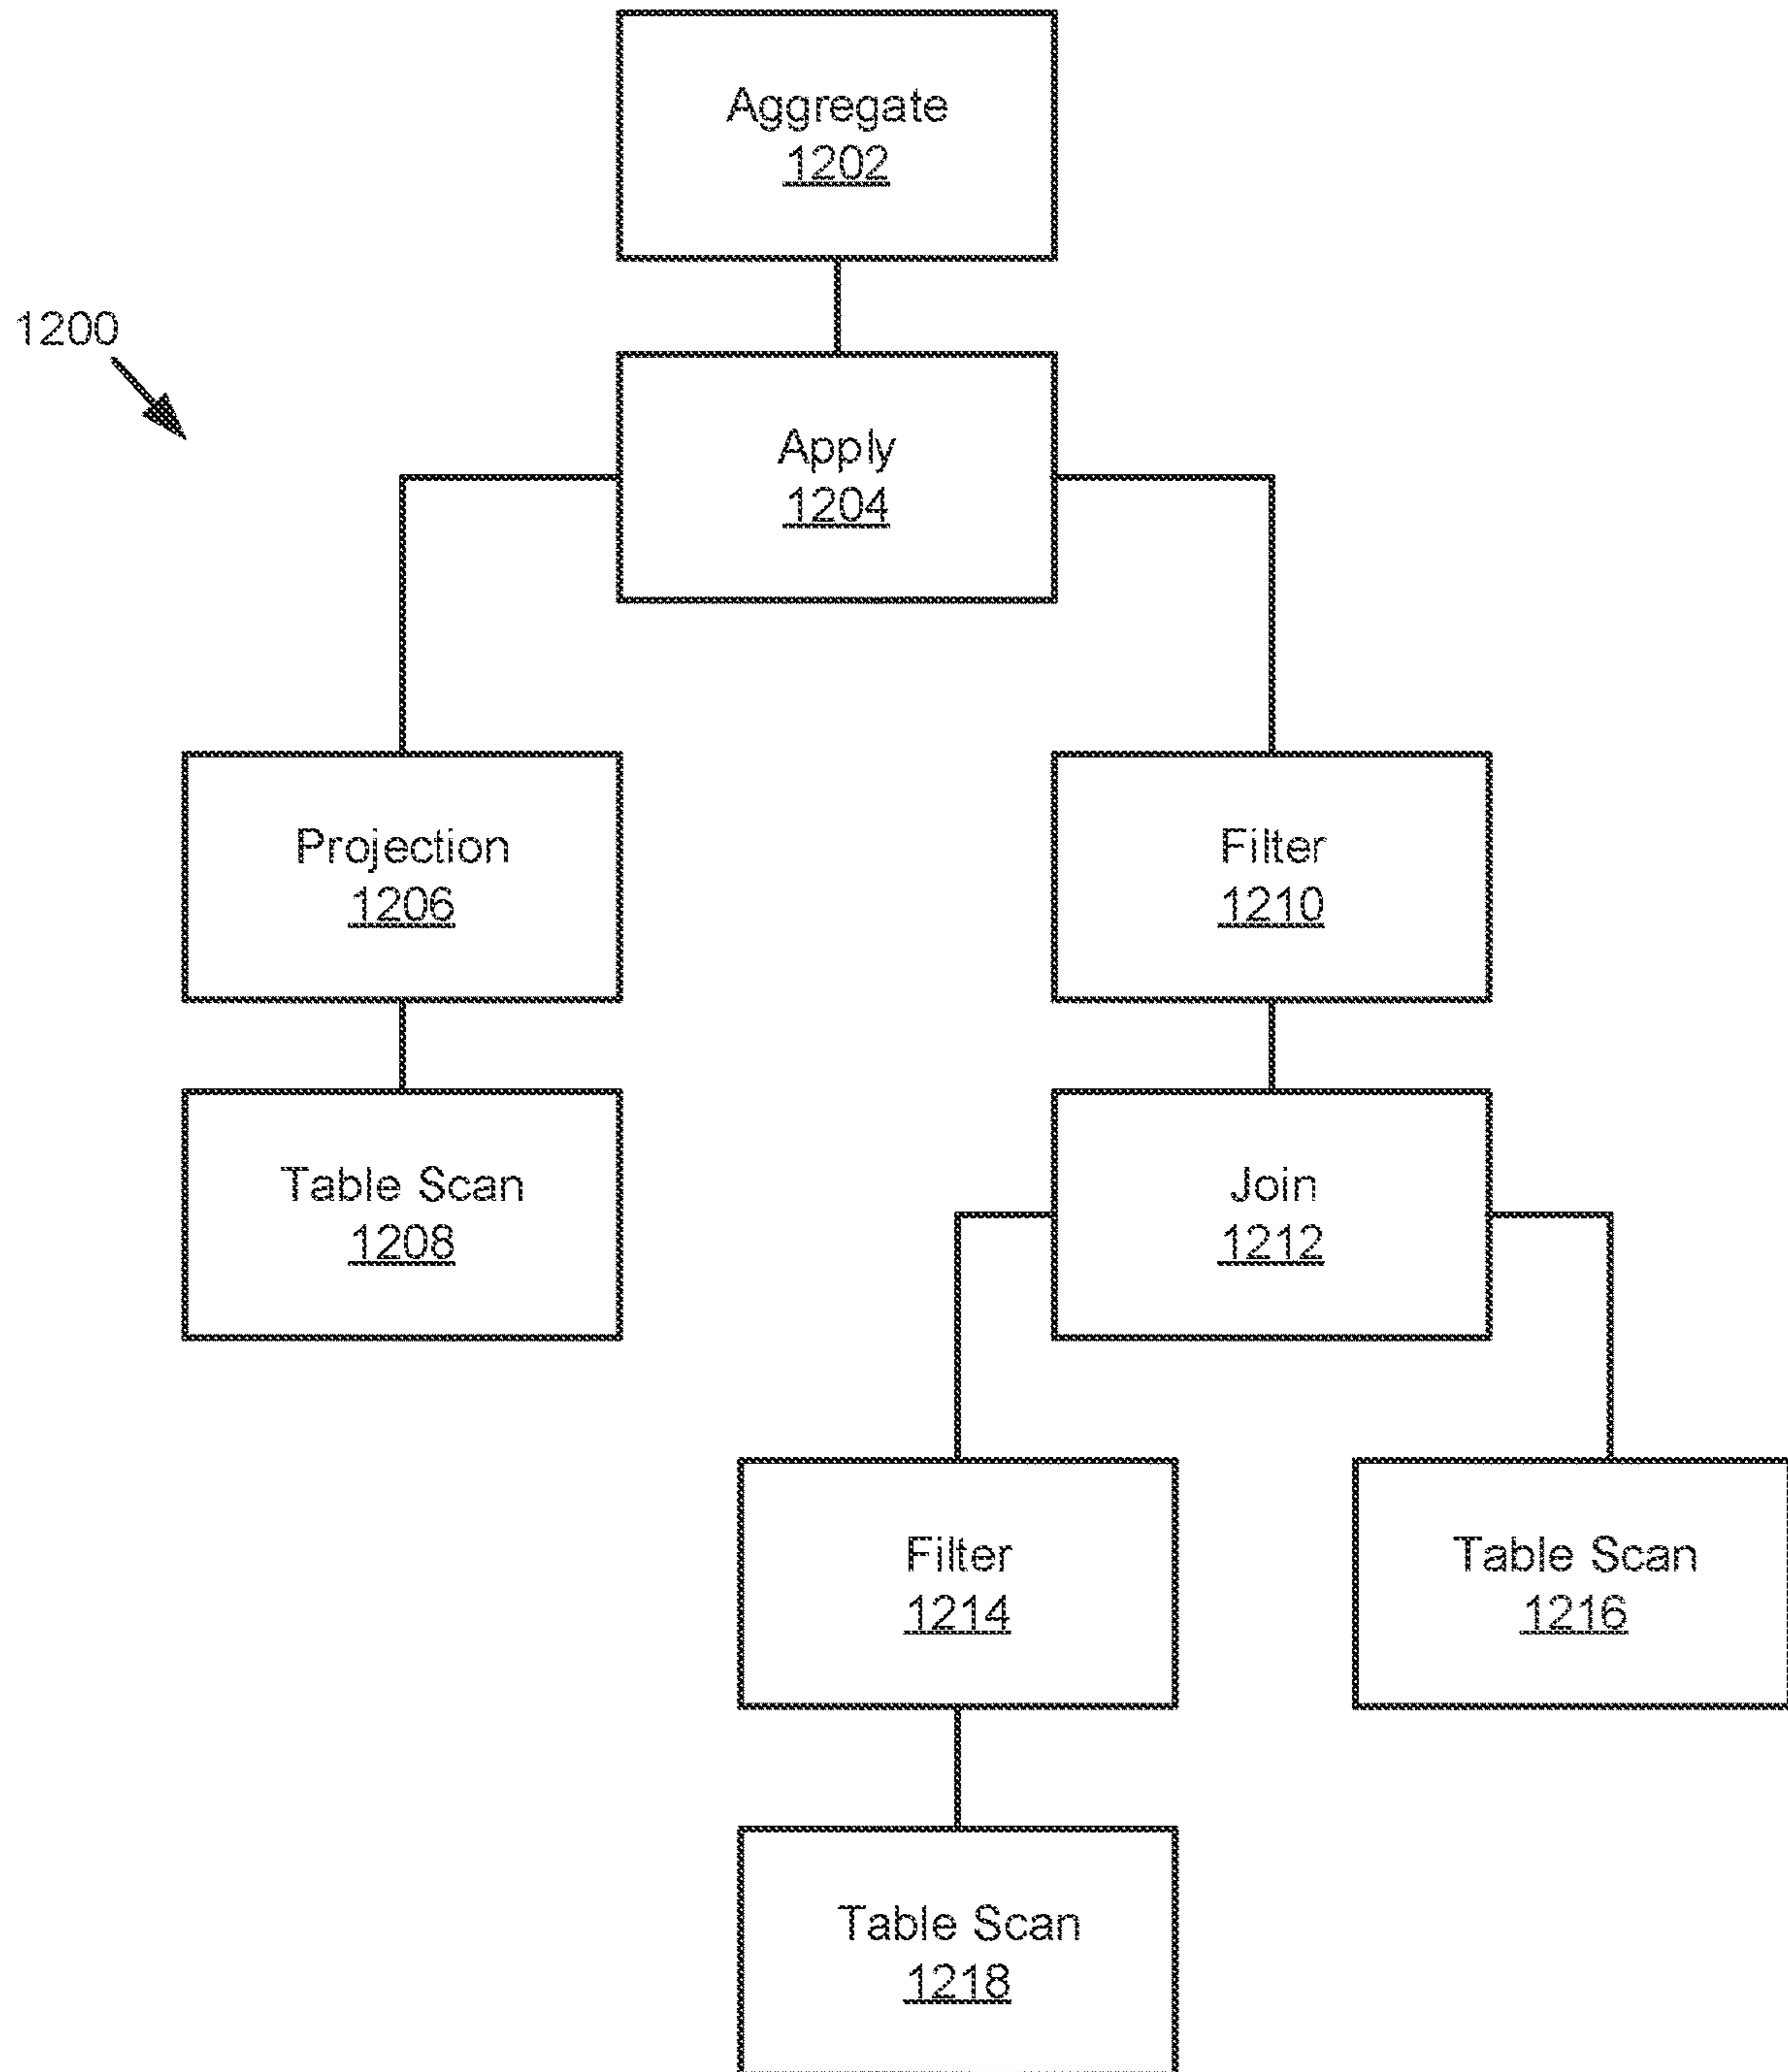 Aggregate
1202
1200
Apply
1204
Projection
1206
Filter
1210
Table Scan
1208
Join
1212
Filter
1214
Table Scan
1216
Table Scan
1218